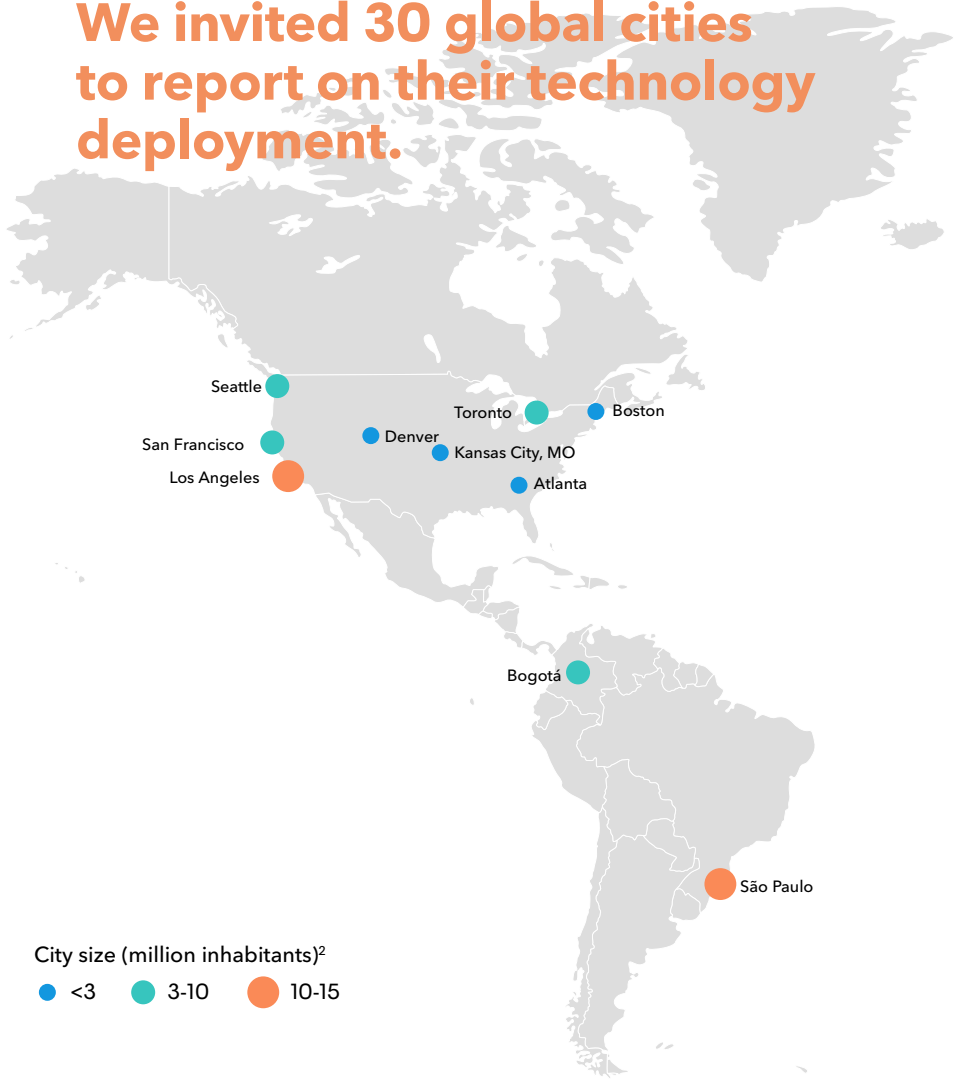 We invited 30 global cities
to report on their technology
deployment.
Seattle
Toronto
Boston
Denver
San Francisco
Kansas City, MO
Los Angeles
Atlanta
Bogotá
São Paulo
City size (million inhabitants)²
<3 3-10 10-15